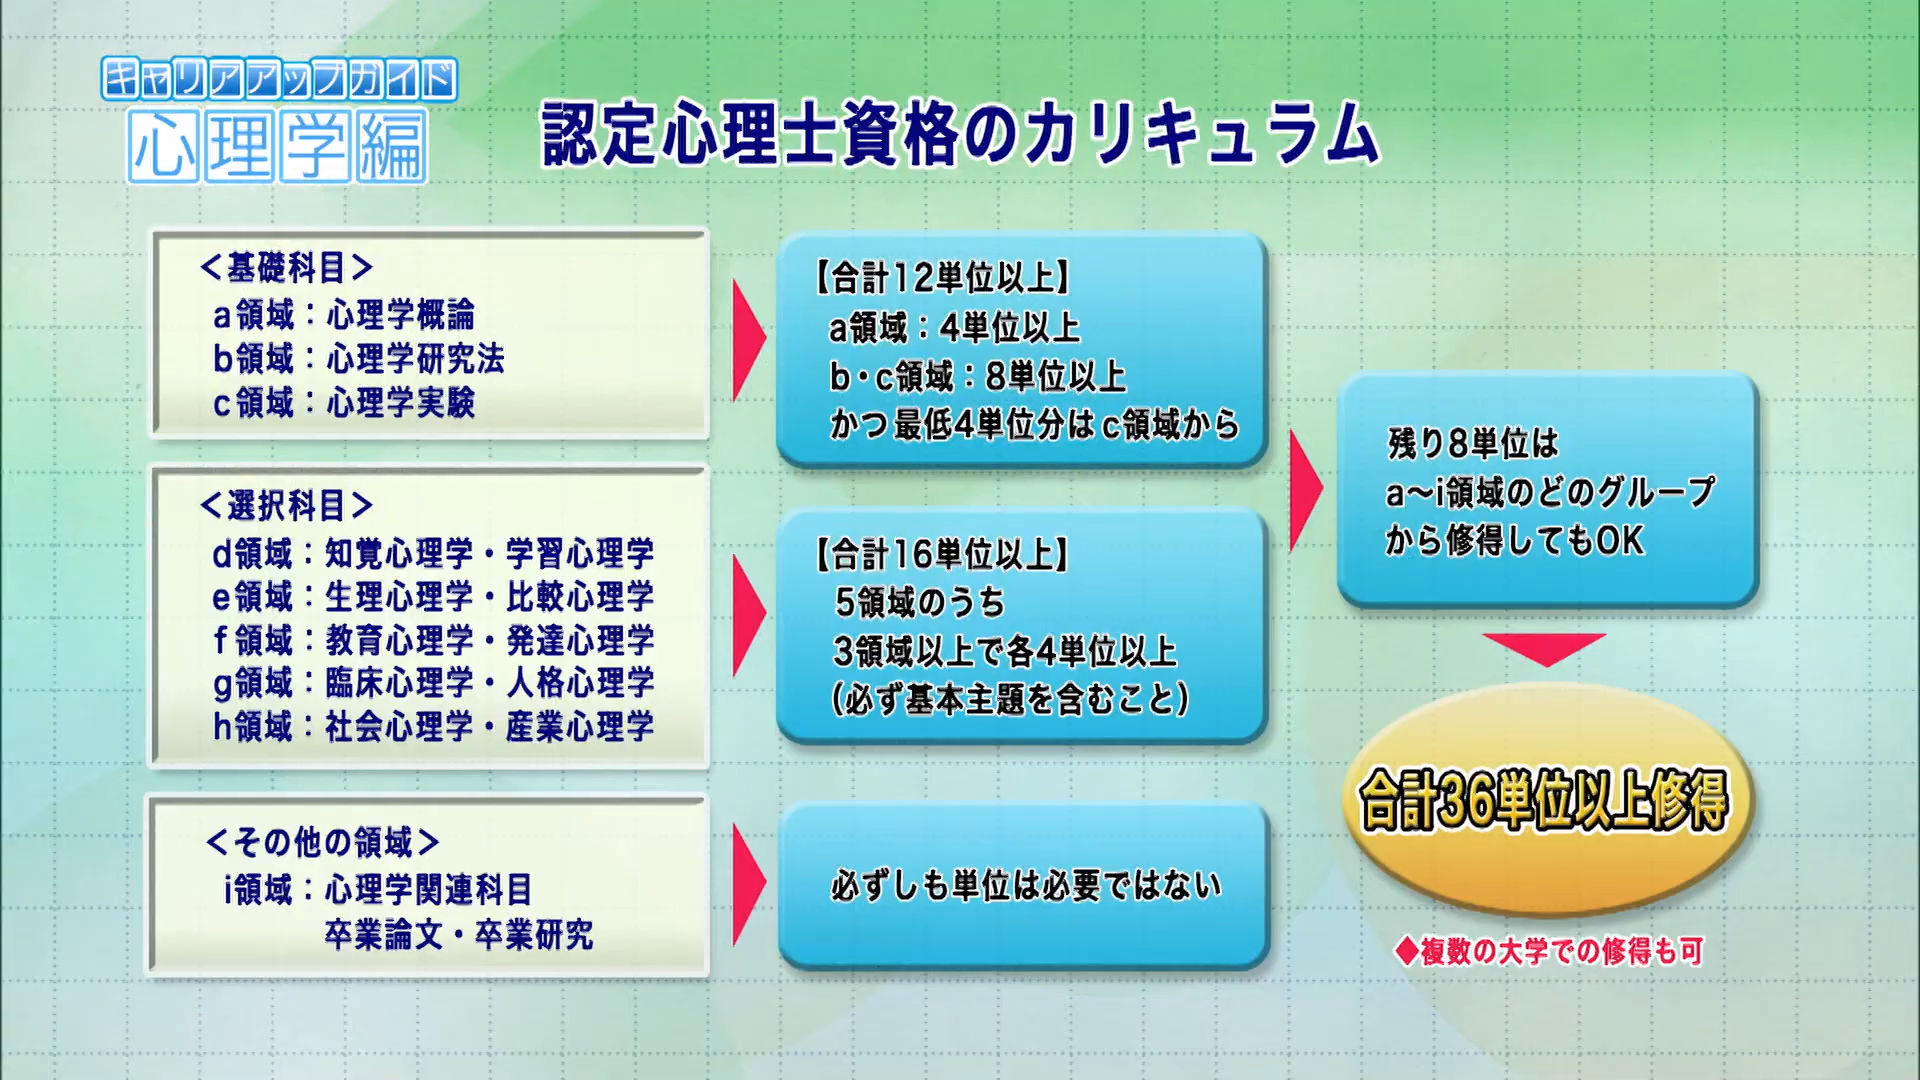 キャリアアップガイド
心理学編
認定心理士資格のカリキュラム
＜基礎科目＞
a領域：心理学概論
b領域：心理学研究法
c領域：心理学実験
【合計12単位以上】
a領域：4単位以上
b・c領域：8単位以上
かつ最低4単位分はc領域から
＜選択科目＞
d領域：知覚心理学・学習心理学
e領域：生理心理学・比較心理学
f領域：教育心理学・発達心理学
g領域：臨床心理学・人格心理学
h領域：社会心理学・産業心理学
【合計16単位以上】
5領域のうち
3領域以上で各4単位以上
（必ず基本主題を含むこと）
＜その他の領域＞
i領域：心理学関連科目
卒業論文・卒業研究
必ずしも単位は必要ではない
残り8単位は
a～i領域のどのグループ
から修得してもOK
合計36単位以上修得
◆複数の大学での修得も可